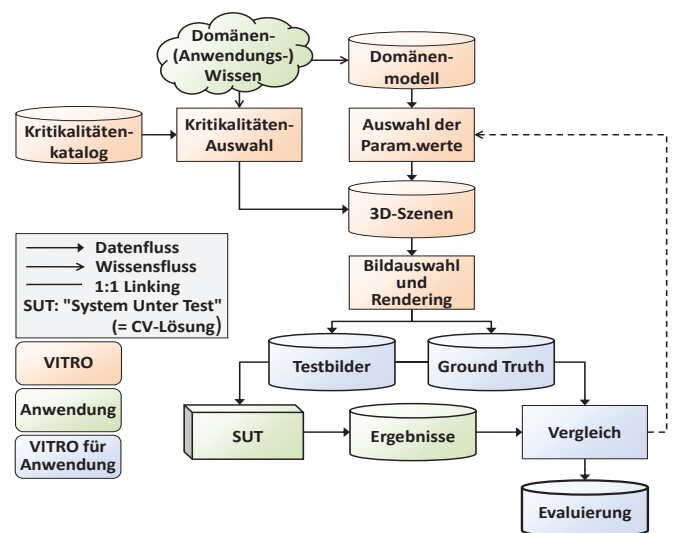 Domänen-
(Anwendungs-)
Wissen
Domänen-
modell
Kritikalitäten-
katalog
Kritikalitäten-
Auswahl
Auswahl der
Param.werte
3D-Szenen
Datenfluss
Wissensfluss
1:1 Linking
SUT: "System Unter Test"
(= CV-Lösung)
Bildauswahl
und
Rendering
VITRO
Testbilder
Ground Truth
Anwendung
SUT
Ergebnisse
Vergleich
VITRO für
Anwendung
Evaluierung